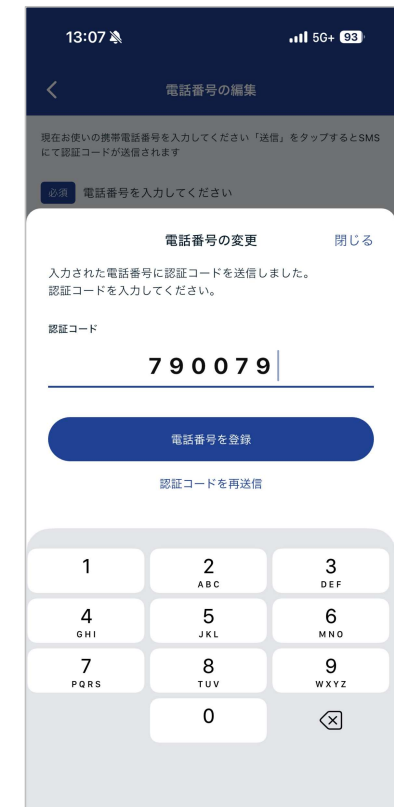 13:07
5G+ 93
電話番号の編集
現在お使いの携帯電話番号を入力してください「送信」をタップするとSMS
にて認証コードが送信されます
必須 電話番号を入力してください
電話番号の変更 閉じる
入力された電話番号に認証コードを送信しました。
認証コードを入力してください。
認証コード
790079
電話番号を登録
認証コードを再送信
1 2 3
ABC DEF
4 5 6
GHI JKL MNO
7 8 9
PQRS TUV WXYZ
0